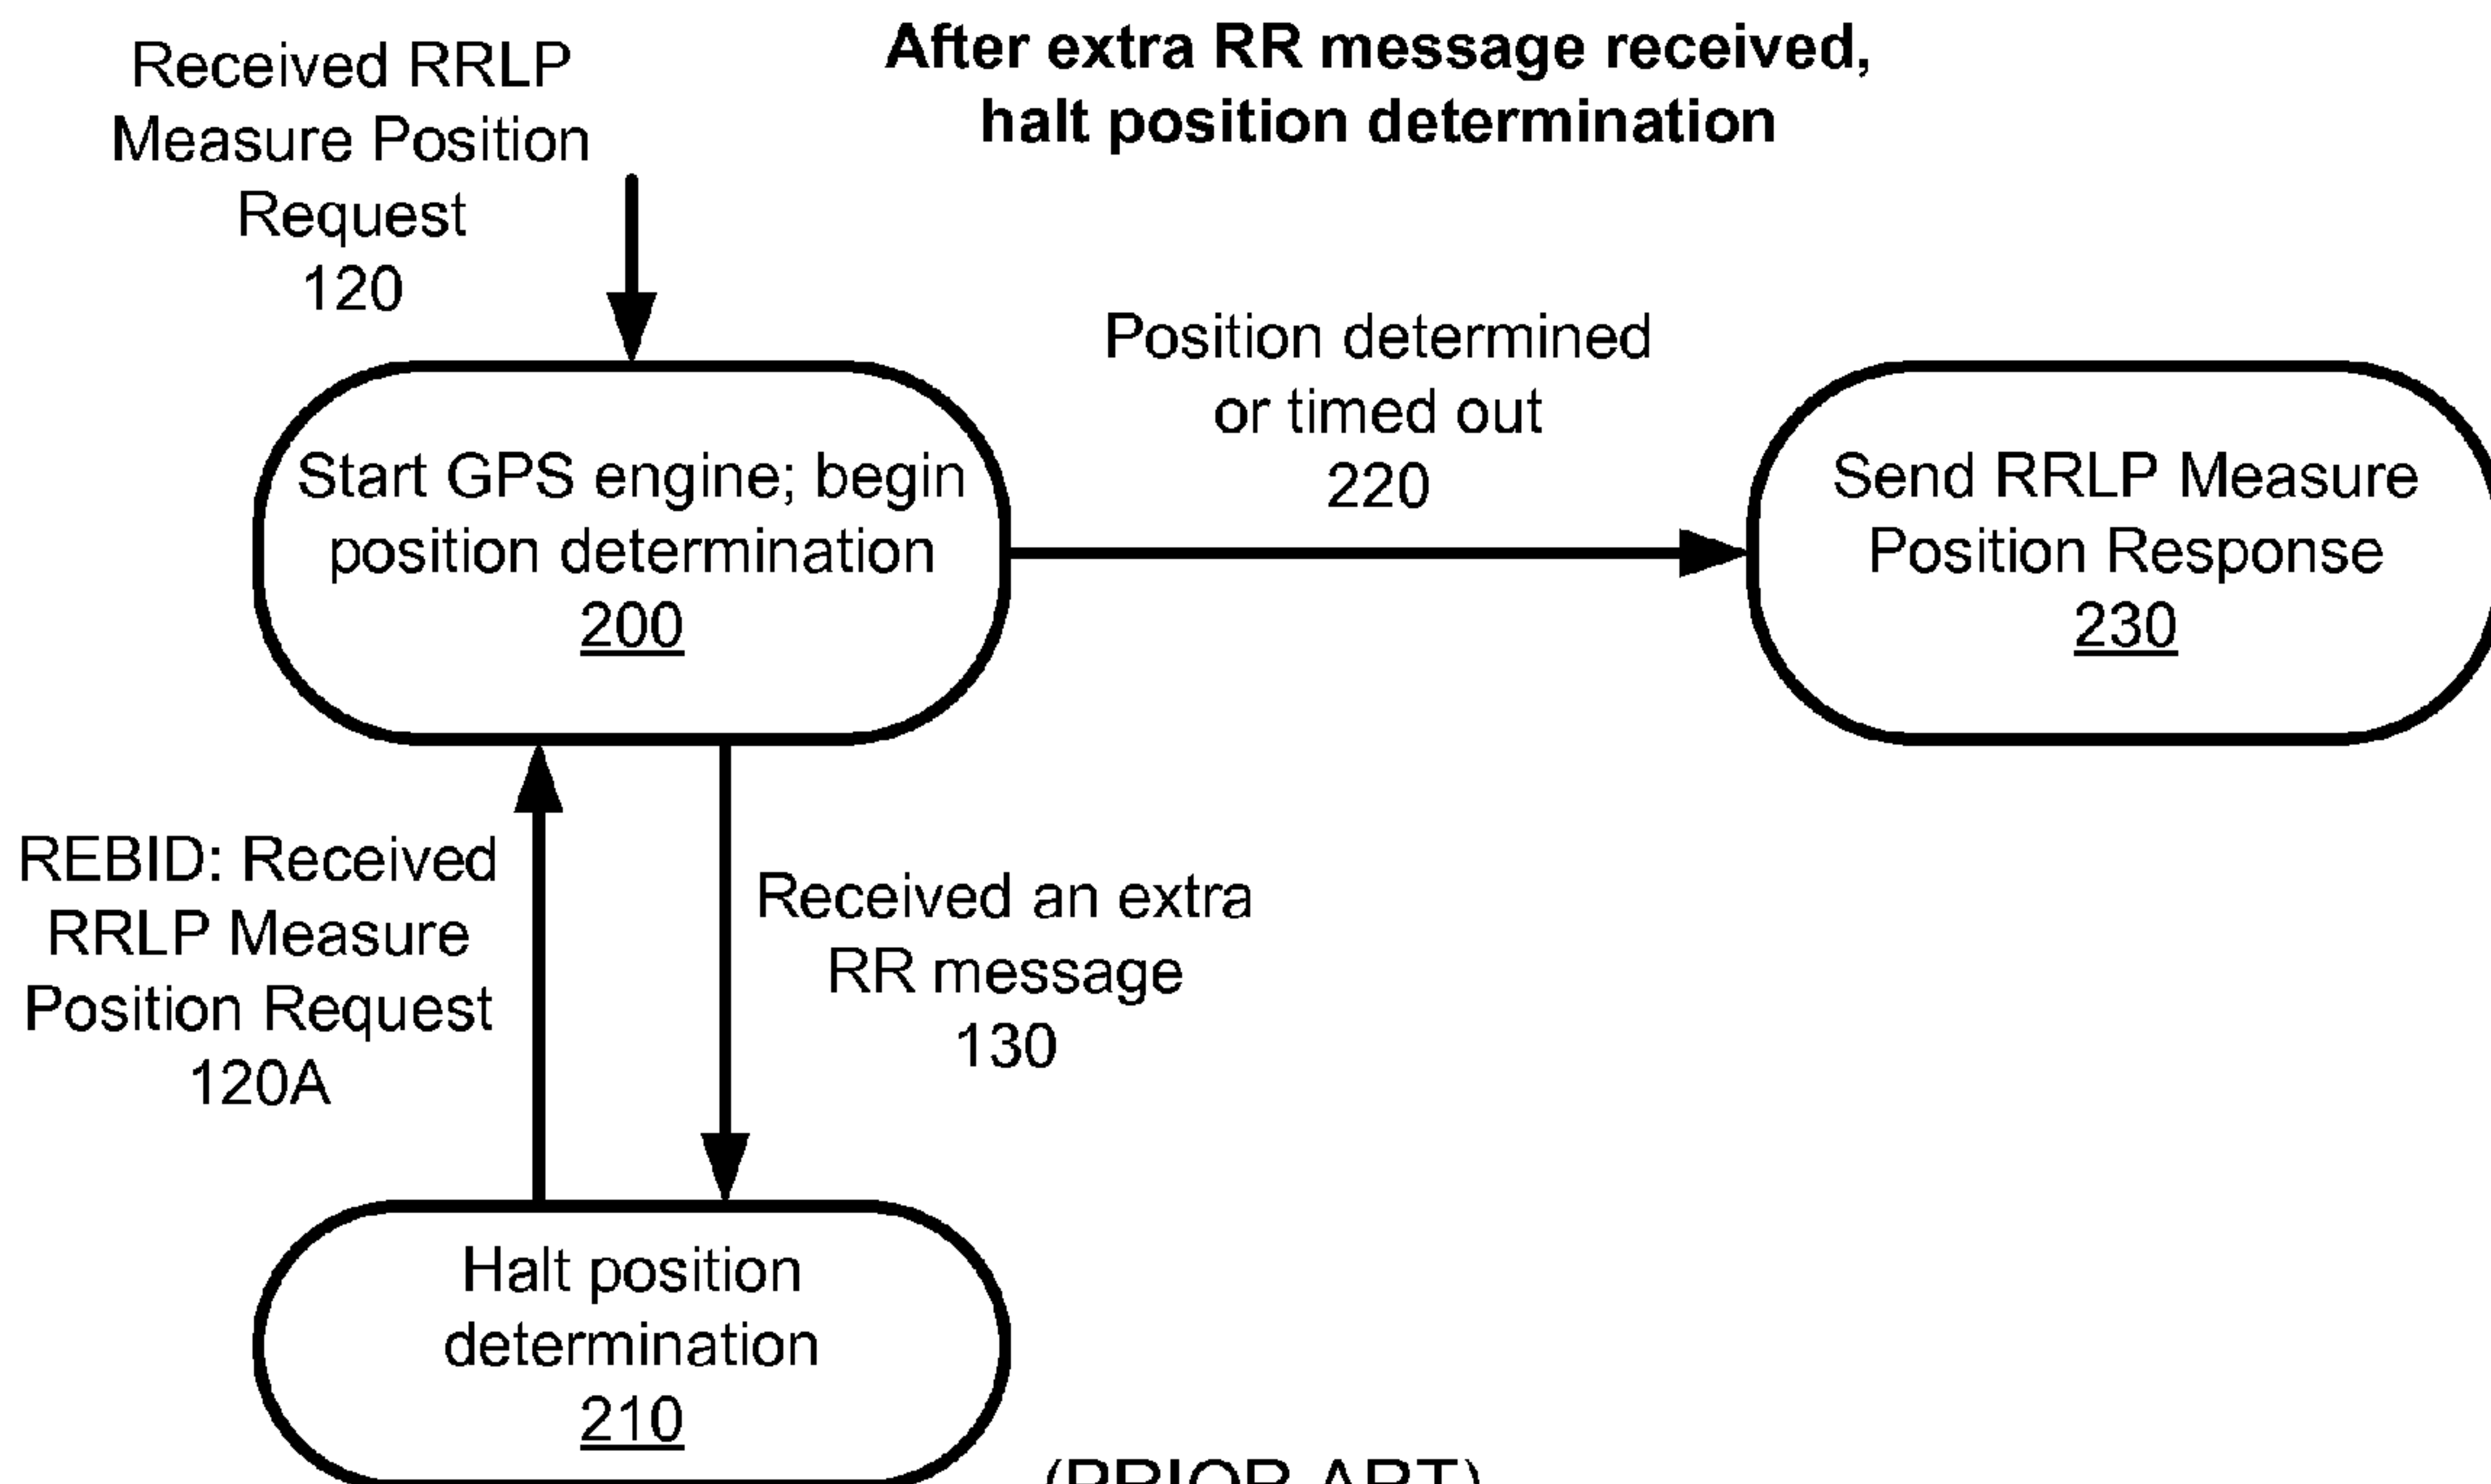 After extra RR message received,
halt position determination
Received RRLP
Measure Position
Request
120
Position determined
or timed out
220
Start GPS engine; begin
position determination
200
Send RRLP Measure
Position Response
230
REBID: Received
RRLP Measure
Position Request
120A
Received an extra
RR message
130
Halt position
determination
210
(PRIOR ART)